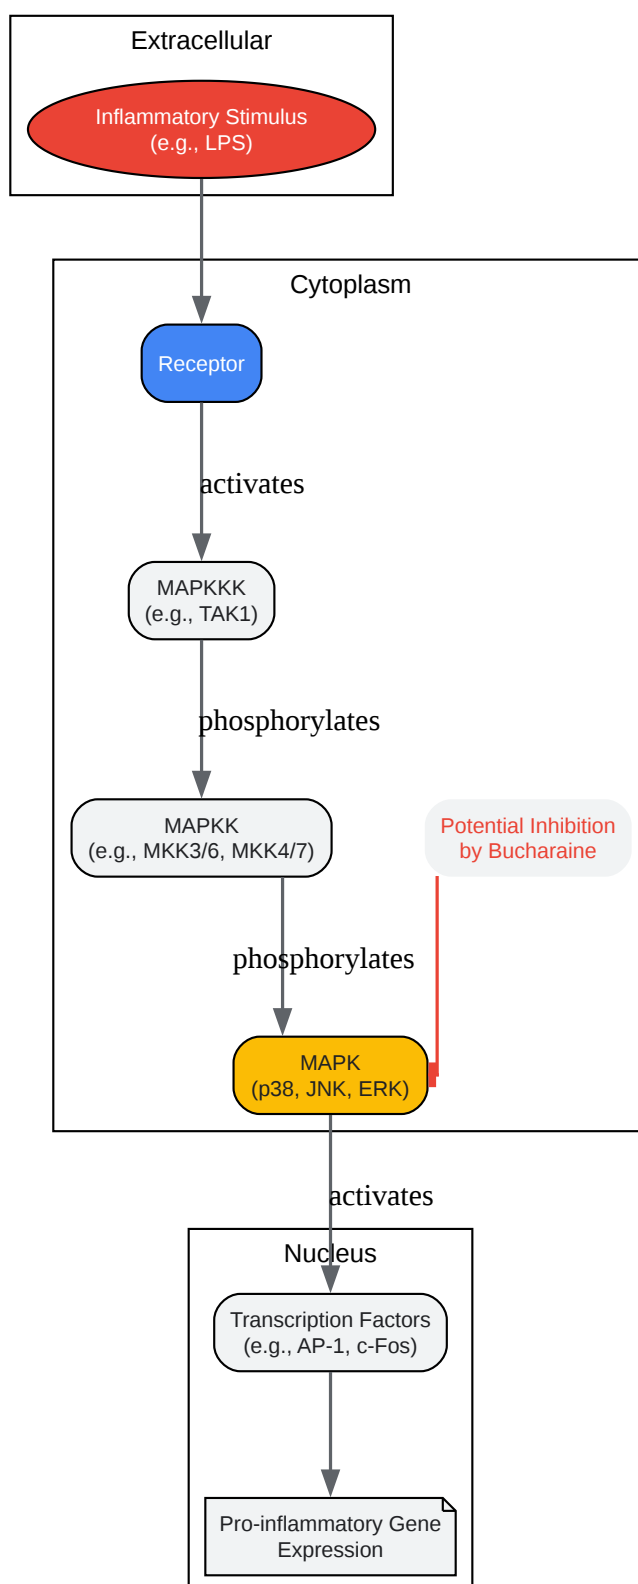 Extracellular
Inflammatory Stimulus
(e.g., LPS)
Cytoplasm
Receptor
activates
MAPKKK
(e.g., TAK1)
phosphorylates
MAPKK
(e.g., MKK3/6, MKK4/7)
Potential Inhibition
by Bucharaine
phosphorylates
MAPK
(p38, JNK, ERK)
activates
Nucleus
Transcription Factors
(e.g., AP-1, c-Fos)
Pro-inflammatory Gene
Expression